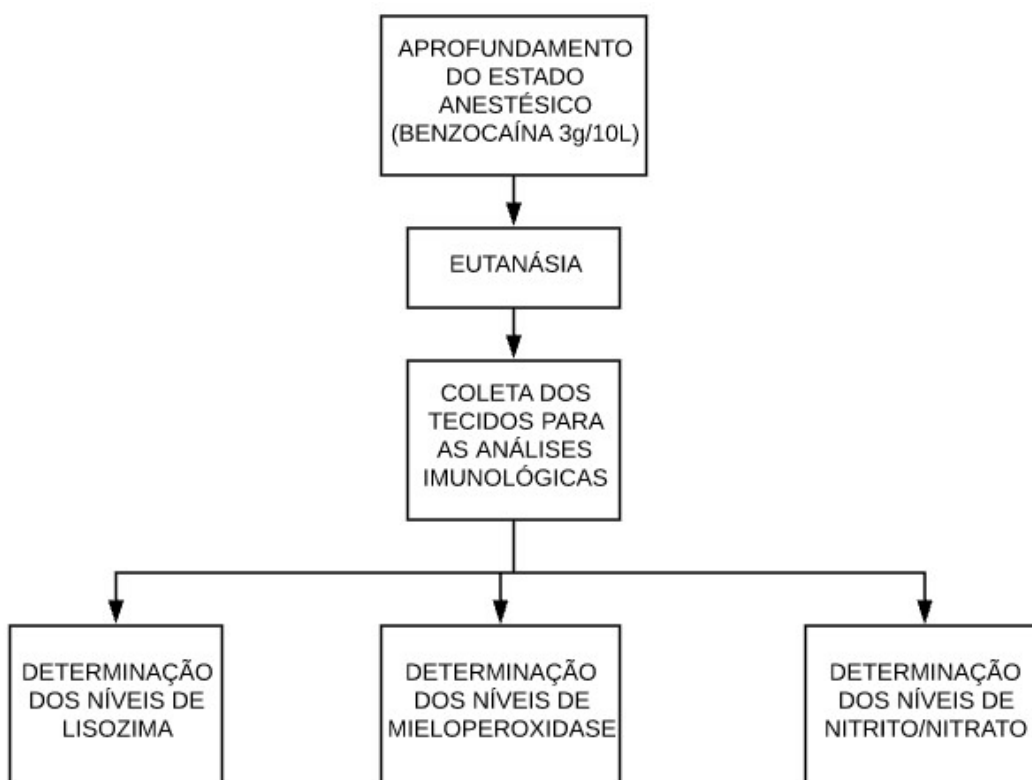 APROFUNDAMENTO
DO ESTADO
ANESTÉSICO
(BENZOCAÍNA 3g/10L)
EUTANÁSIA
COLETA DOS
TECIDOS PARA
AS ANÁLISES
IMUNOLÓGICAS
DETERMINAÇÃO
DOS NÍVEIS DE
LISOZIMA
DETERMINAÇÃO
DOS NÍVEIS DE
MIELOPEROXIDASE
DETERMINAÇÃO
DOS NÍVEIS DE
NITRITO/NITRATO